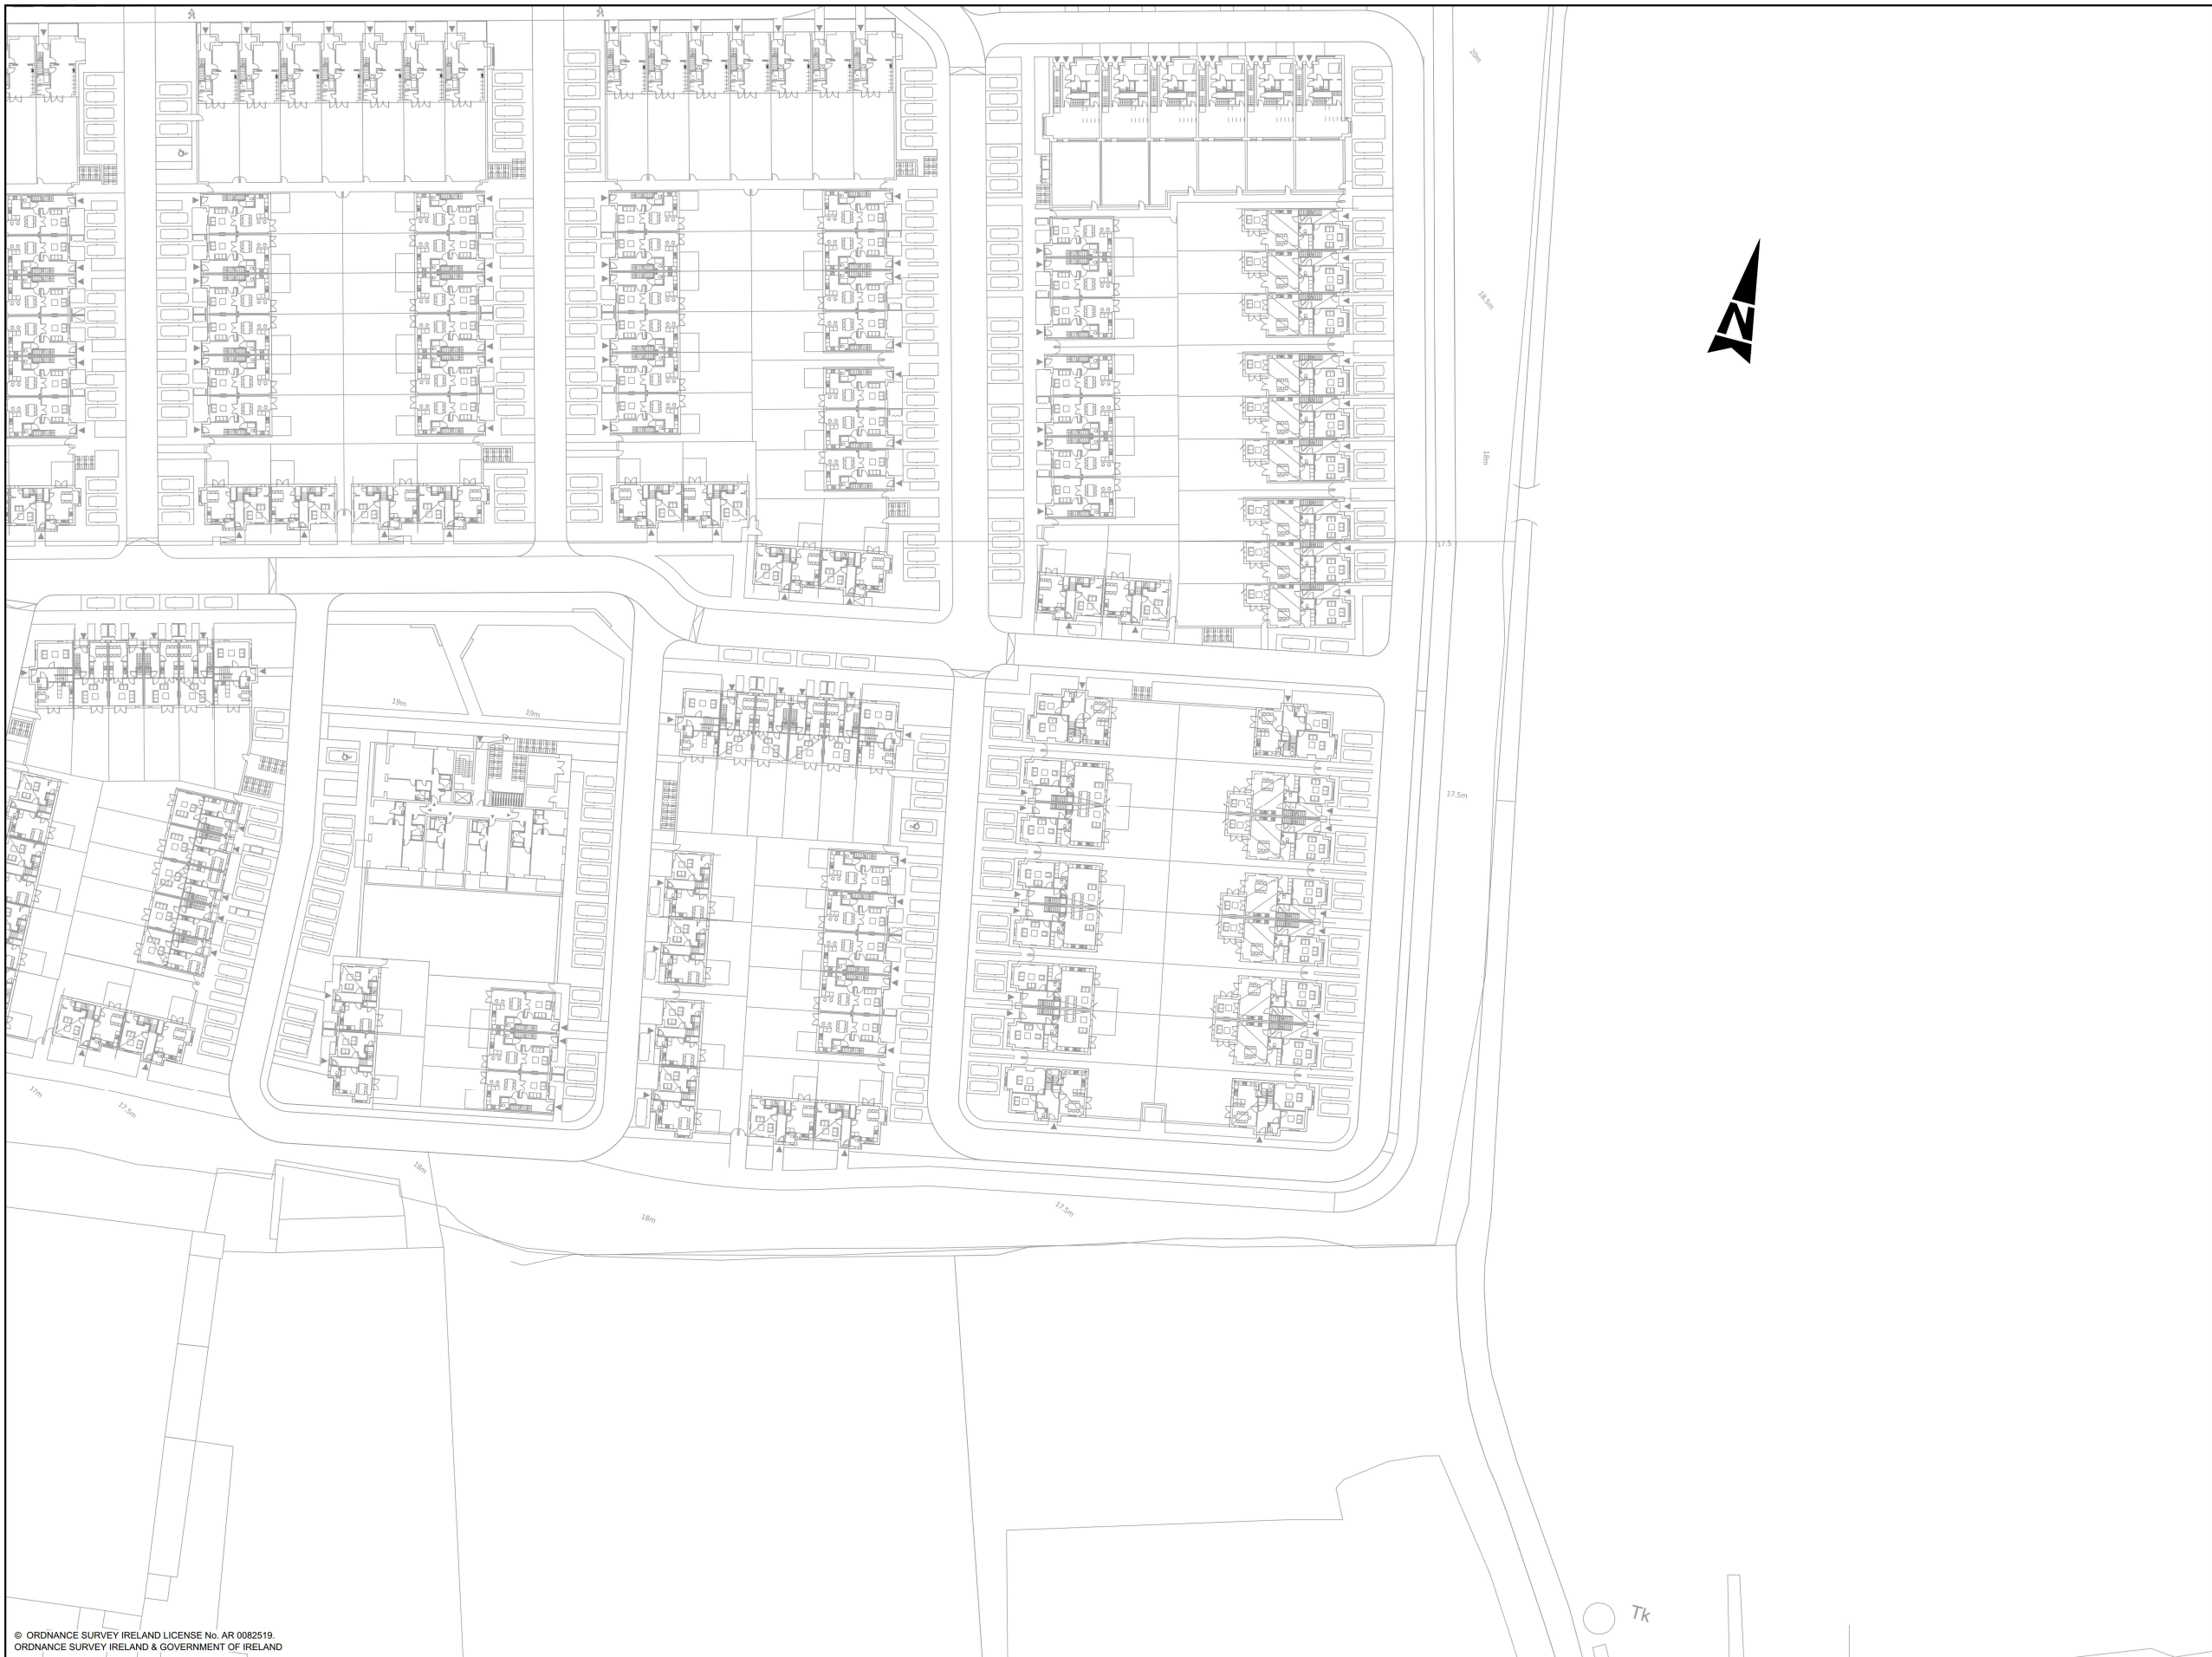 20m
18.5m
N
18m
17.5
19m
19m
17.5m
17m
17.5m
18m
18m
17.5m
Tk
© ORDNANCE SURVEY IRELAND LICENSE No. AR 0082519.
ORDNANCE SURVEY IRELAND & GOVERNMENT OF IRELAND